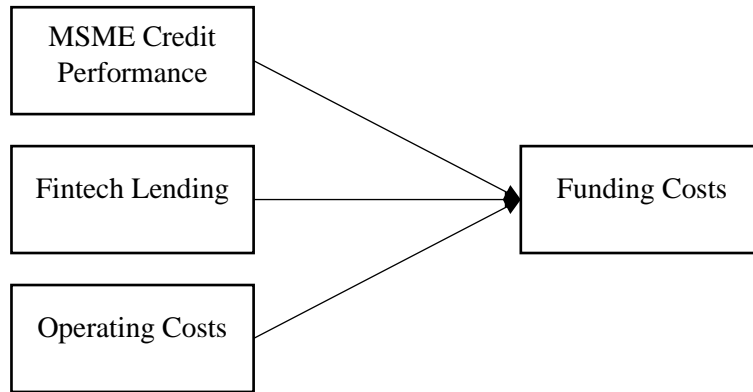 MSME Credit
Performance
Fintech Lending
Funding Costs
Operating Costs